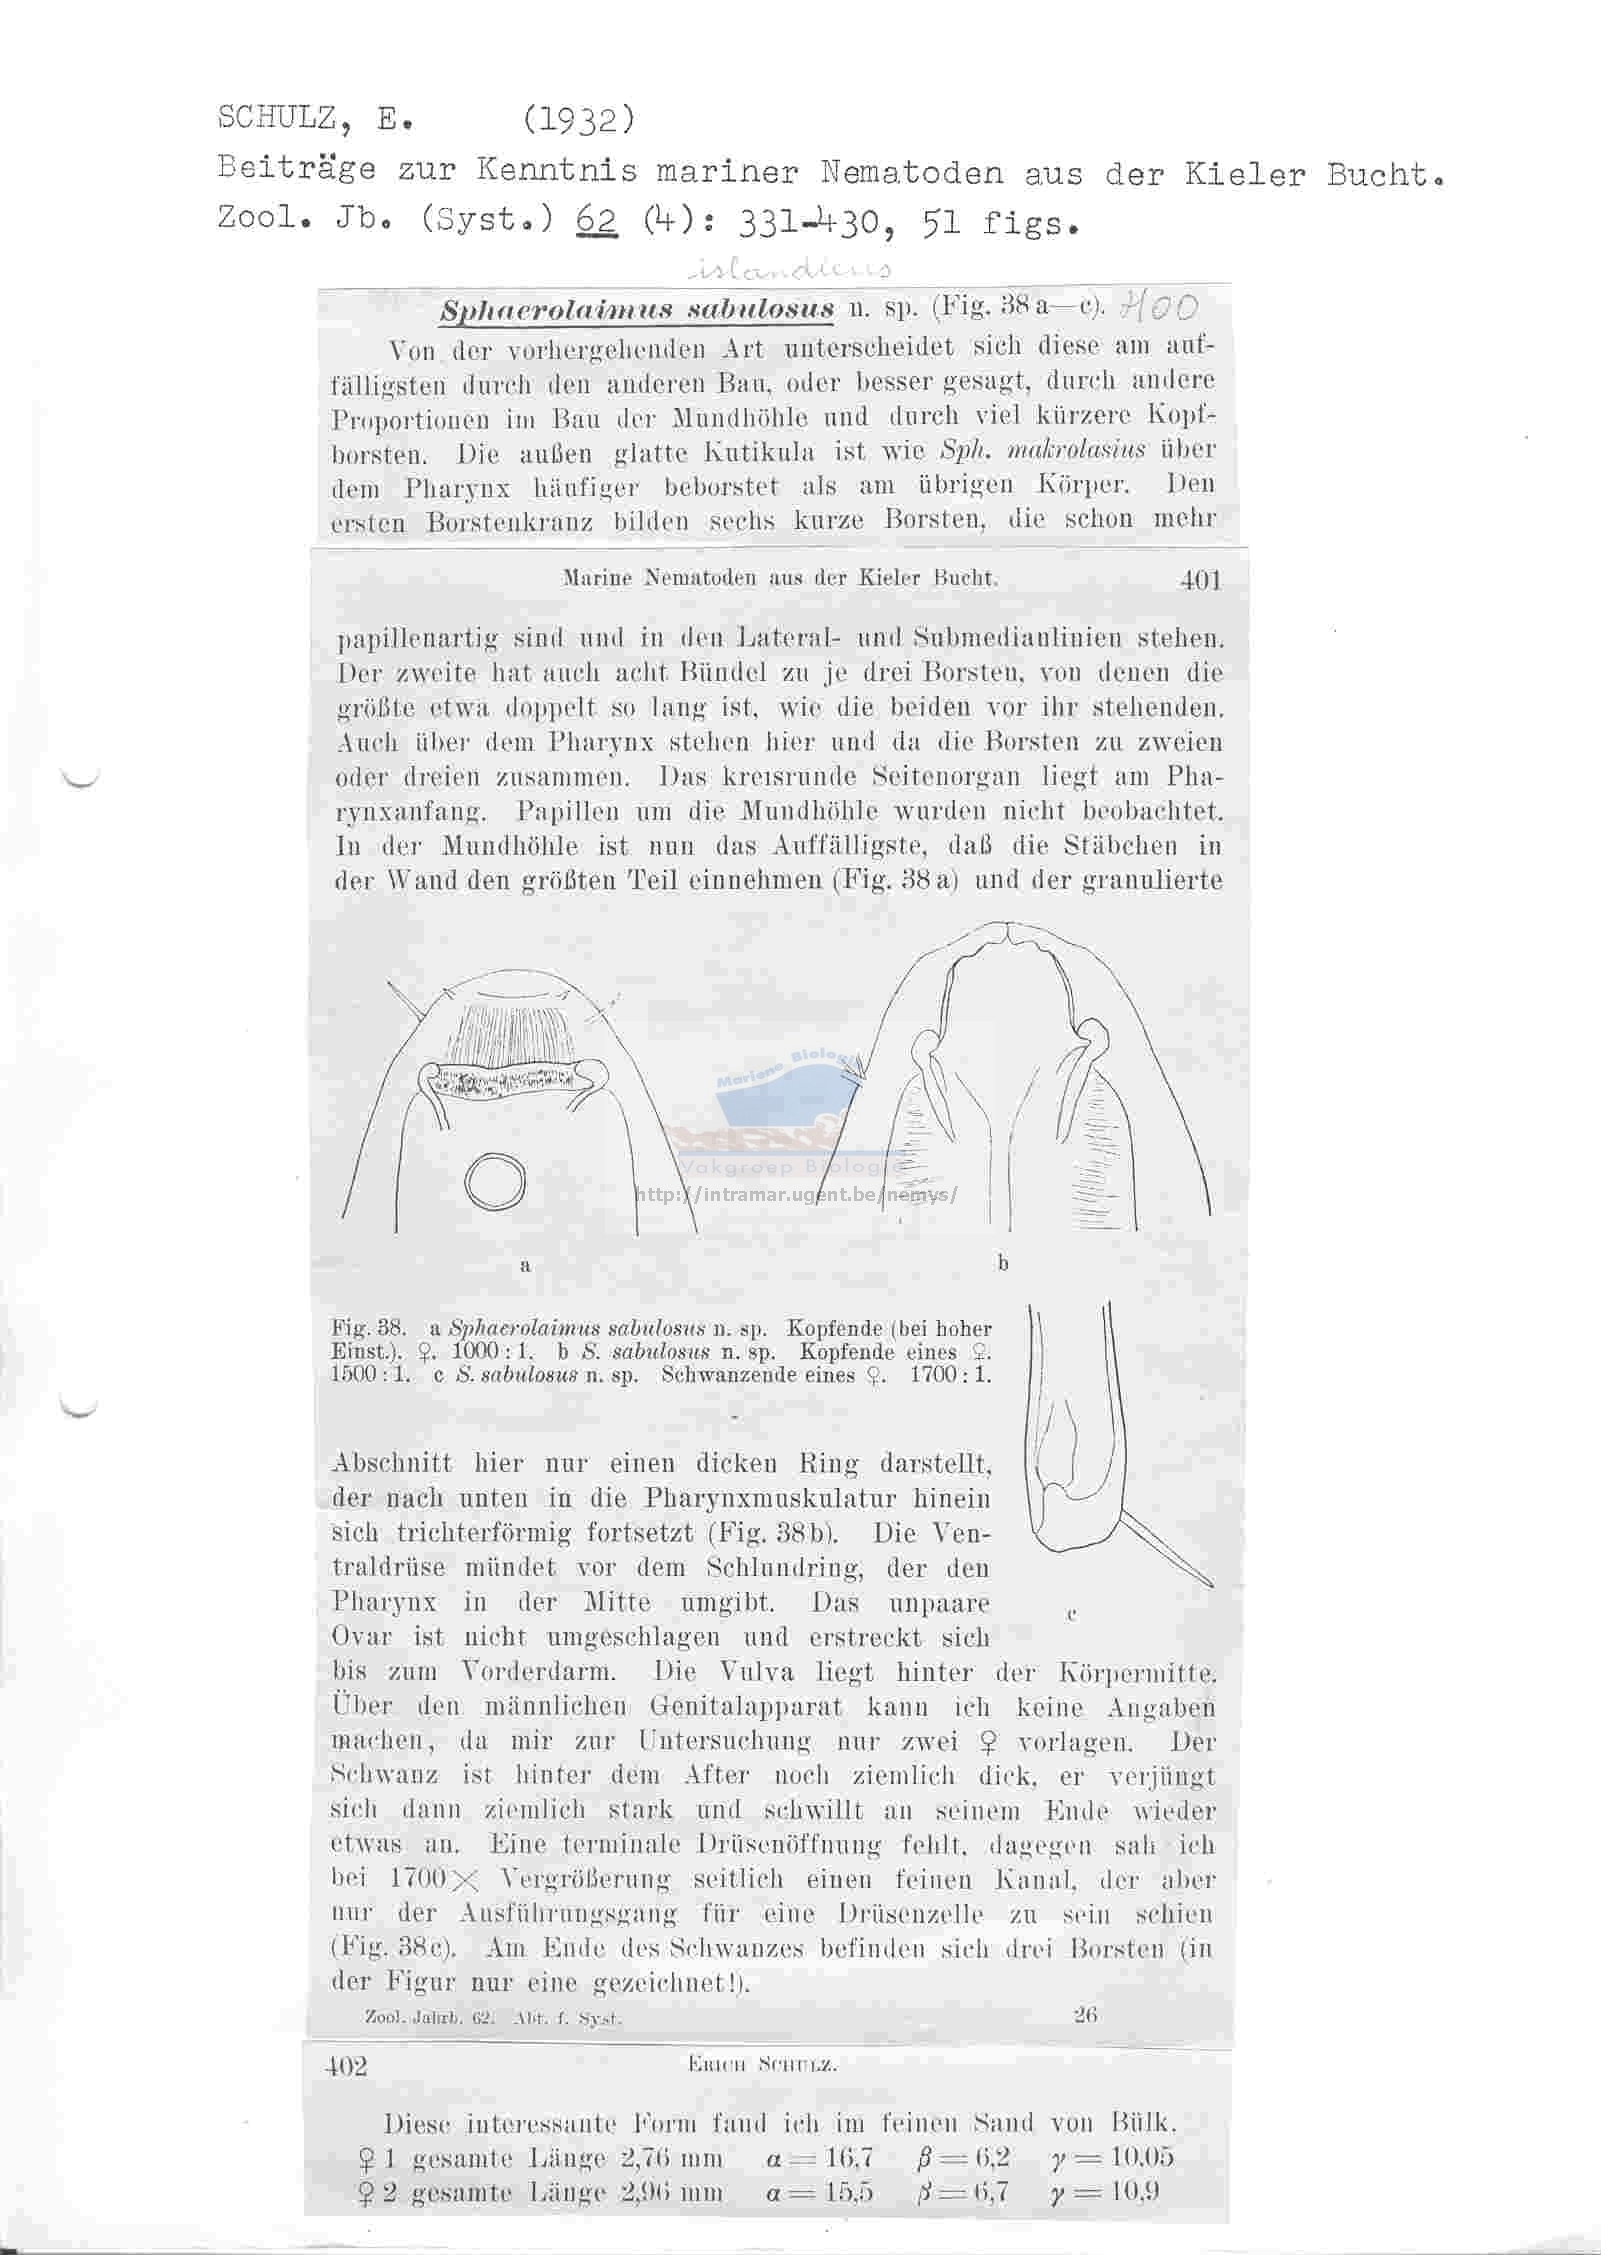 SCHULZ, E. (1932)
Beiträge zur Kenntnis mariner Nematoden aus der Kieler Bucht.
Zool. Jb. (Syst.) 62 (4): 331-430, 51 figs.
islandicus
Sphaerolaimus sabulosus n. sp. (Fig. 38 a—c). 400
Von der vorhergehenden Art unterscheidet sich diese am auf-
fälligsten durch den anderen Bau, oder besser gesagt, durch andere
Proportionen im Bau der Mundhöhle und durch viel kürzere Kopf-
borsten. Die außen glatte Kutikula ist wie Sph. makrolasius über
dem Pharynx häufiger beborstet als am übrigen Körper. Den
ersten Borstenkranz bilden sechs kurze Borsten, die schon mehr
Marine Nematoden aus der Kieler Bucht. 401
papillenartig sind und in den Lateral- und Submedianlinien stehen.
Der zweite hat auch acht Bündel zu je drei Borsten, von denen die
größte etwa doppelt so lang ist, wie die beiden vor ihr stehenden.
Auch über dem Pharynx stehen hier und da die Borsten zu zweien
oder dreien zusammen. Das kreisrunde Seitenorgan liegt am Pha-
rynxanfang. Papillen um die Mundhöhle wurden nicht beobachtet.
In der Mundhöhle ist nun das Auffälligste, daß die Stäbchen in
der Wand den größten Teil einnehmen (Fig. 38 a) und der granulierte
Mariene Biologie
Vakgroep Biologie
http://intramar.ugent.be/nemys/
a
b
Fig. 38. a Sphaerolaimus sabulosus n. sp. Kopfende (bei hoher
Einst.). ♀. 1000 : 1. b S. sabulosus n. sp. Kopfende eines ♀.
1500 : 1. c S. sabulosus n. sp. Schwanzende eines ♀. 1700 : 1.
Abschnitt hier nur einen dicken Ring darstellt,
der nach unten in die Pharynxmuskulatur hinein
sich trichterförmig fortsetzt (Fig. 38b). Die Ven-
traldrüse mündet vor dem Schlundring, der den
Pharynx in der Mitte umgibt. Das unpaare
c
Ovar ist nicht umgeschlagen und erstreckt sich
bis zum Vorderdarm. Die Vulva liegt hinter der Körpermitte.
Über den männlichen Genitalapparat kann ich keine Angaben
machen, da mir zur Untersuchung nur zwei ♀ vorlagen. Der
Schwanz ist hinter dem After noch ziemlich dick, er verjüngt
sich dann ziemlich stark und schwillt an seinem Ende wieder
etwas an. Eine terminale Drüsenöffnung fehlt, dagegen sah ich
bei 1700 × Vergrößerung seitlich einen feinen Kanal, der aber
nur der Ausführungsgang für eine Drüsenzelle zu sein schien
(Fig. 38c). Am Ende des Schwanzes befinden sich drei Borsten (in
der Figur nur eine gezeichnet!).
Zool. Jahrb. 62. Abt. f. Syst. 26
402 ERICH SCHULZ.
Diese interessante Form fand ich im feinen Sand von Bülk.
♀ 1 gesamte Länge 2,76 mm α = 16,7 β = 6,2 γ = 10,05
♀ 2 gesamte Länge 2,96 mm α = 15,5 β = 6,7 γ = 10,9